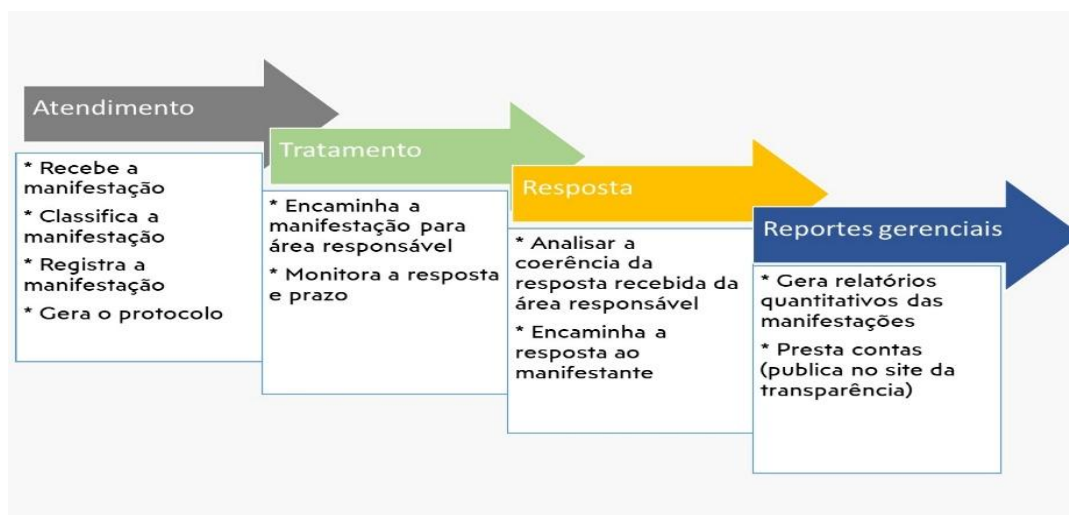 Atendimento
* Recebe a
manifestação
* Classifica a
manifestação
* Registra a
manifestação
* Gera o protocolo
Tratamento
* Encaminha a
manifestação para
área responsável
* Monitora a resposta
e prazo
Resposta
* Analisar a
coerência da
resposta recebida da
área responsável
* Encaminha a
resposta ao
manifestante
Reportes gerenciais
* Gera relatórios
quantitativos das
manifestações
* Presta contas
(publica no site da
transparência)